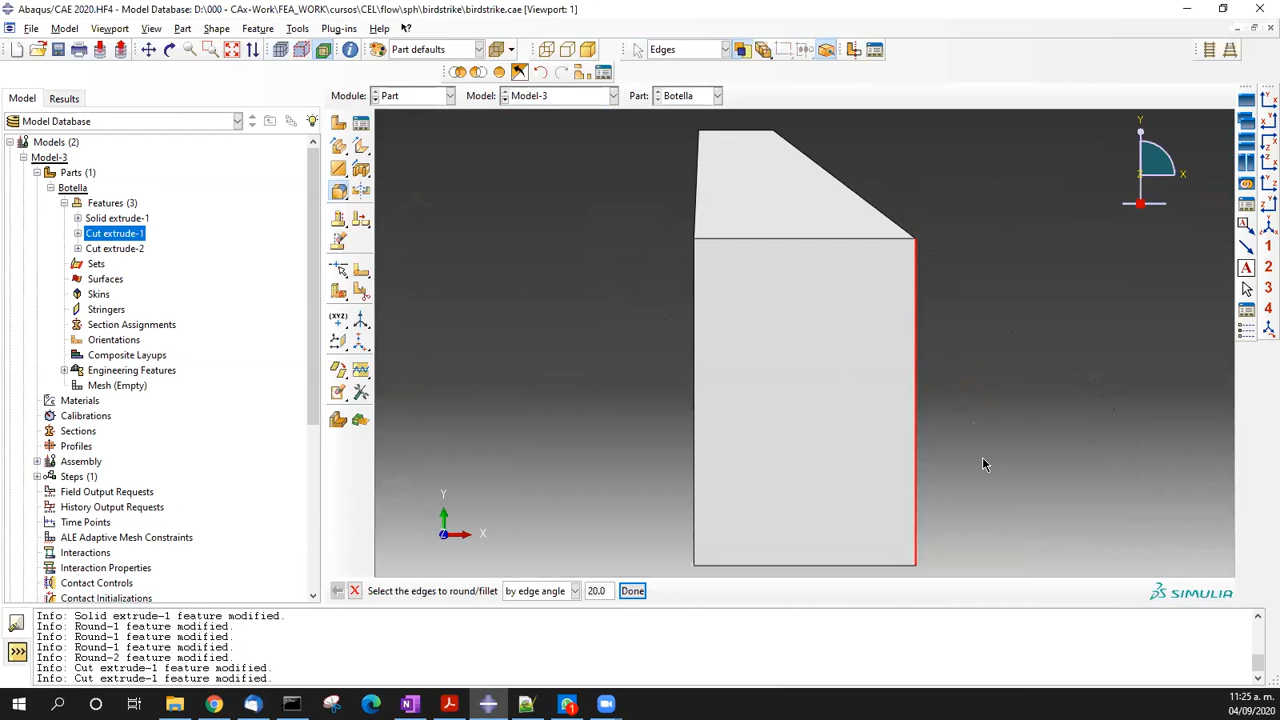 Abaqus/CAE 2020.HF4 - Model Database: D:\000 - CAx-Work\FEA_WORK\cursos\CEL\flow\sph\birdstrike\birdstrike.cae [Viewport: 1]
File Model Viewport View Part Shape Feature Tools Plug-ins Help
Part defaults Edges
Module: Part Model: Model-3 Part: Botella
Model Results
Model Database
Models (2)
Model-3
Parts (1)
Botella
Features (3)
Solid extrude-1
Cut extrude-1
Cut extrude-2
Sets
Surfaces
Skins
Stringers
Section Assignments
Orientations
Composite Layups
Engineering Features
Mesh (Empty)
Materials
Calibrations
Sections
Profiles
Assembly
Steps (1)
Field Output Requests
History Output Requests
Time Points
ALE Adaptive Mesh Constraints
Interactions
Interaction Properties
Contact Controls
Contact Initializations
(XYZ)
Y
X
Z
Y
X
A
1
2
3
4
Select the edges to round/fillet by edge angle 20.0 Done
SIMULIA
Info: Solid extrude-1 feature modified.
Info: Round-1 feature modified.
Info: Round-1 feature modified.
Info: Round-1 feature modified.
Info: Round-2 feature modified.
Info: Cut extrude-1 feature modified.
Info: Cut extrude-1 feature modified.
>>>
11:25 a. m.
04/09/2020